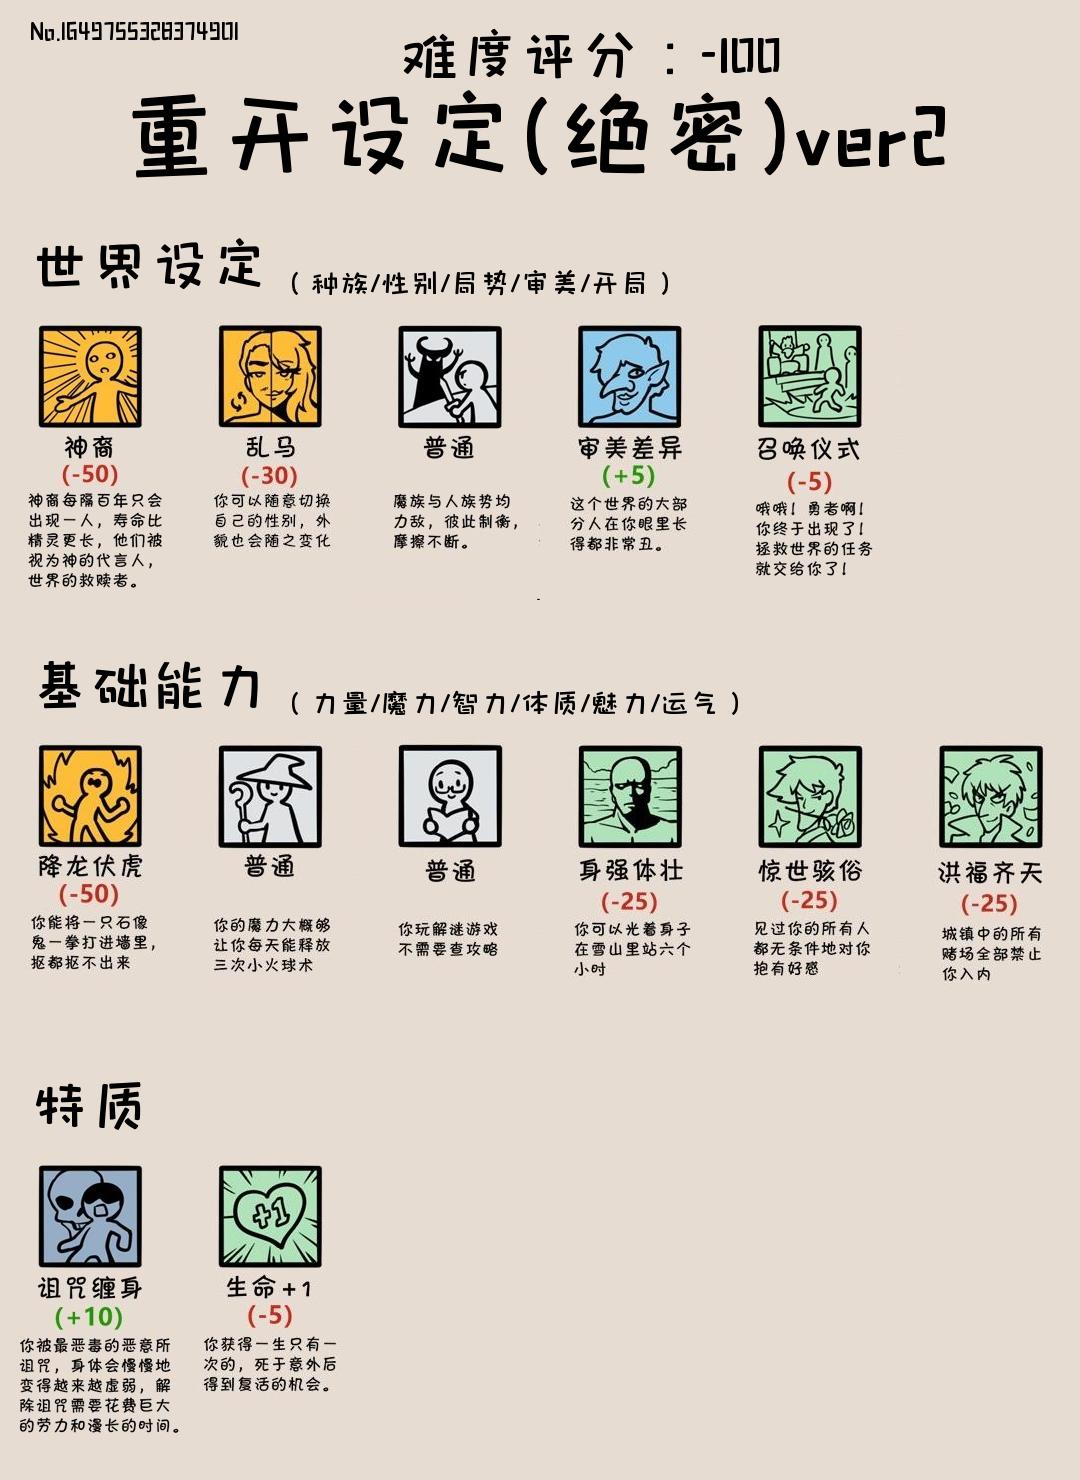 No.1649755328374901
难度评分：-100
重开设定(绝密)ver2
世界设定 (种族/性别/局势/审美/开局)
神裔
(-50)
神裔每隔百年只会
出现一人，寿命比
精灵更长，他们被
视为神的代言人，
世界的救赎者。
乱马
(-30)
你可以随意切换
自己的性别，外
貌也会随之变化
普通
魔族与人族势均
力敌，彼此制衡，
摩擦不断。
审美差异
(+5)
这个世界的大部
分人在你眼里长
得都非常丑。
召唤仪式
(-5)
哦哦！勇者啊！
你终于出现了！
拯救世界的任务
就交给你了！
基础能力 (力量/魔力/智力/体质/魅力/运气)
降龙伏虎
(-50)
你能将一只石像
鬼一拳打进墙里，
抠都抠不出来
普通
你的魔力大概够
让你每天能释放
三次小火球术
普通
你玩解谜游戏
不需要查攻略
身强体壮
(-25)
你可以光着身子
在雪山里站六个
小时
惊世骇俗
(-25)
见过你的所有人
都无条件地对你
抱有好感
洪福齐天
(-25)
城镇中的所有
赌场全部禁止
你入内
特质
诅咒缠身
(+10)
你被最恶毒的恶意所
诅咒，身体会慢慢地
变得越来越虚弱，解
除诅咒需要花费巨大
的劳力和漫长的时间。
生命+1
(-5)
你获得一生只有一
次的，死于意外后
得到复活的机会。
+1